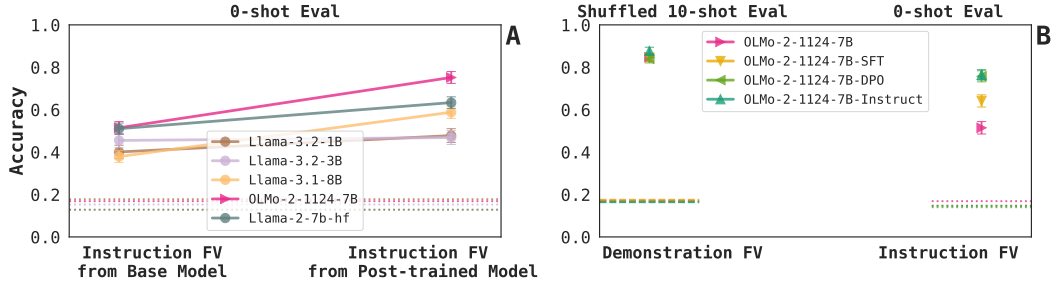 0-shot Eval
A
Accuracy
1.0
0.8
0.6
0.4
0.2
0.0
Llama-3.2-1B
Llama-3.2-3B
Llama-3.1-8B
OLMo-2-1124-7B
Llama-2-7b-hf
Instruction FV
from Base Model
Instruction FV
from Post-trained Model
Shuffled 10-shot Eval
0-shot Eval
B
1.0
0.8
0.6
0.4
0.2
0.0
OLMo-2-1124-7B
OLMo-2-1124-7B-SFT
OLMo-2-1124-7B-DPO
OLMo-2-1124-7B-Instruct
Demonstration FV
Instruction FV